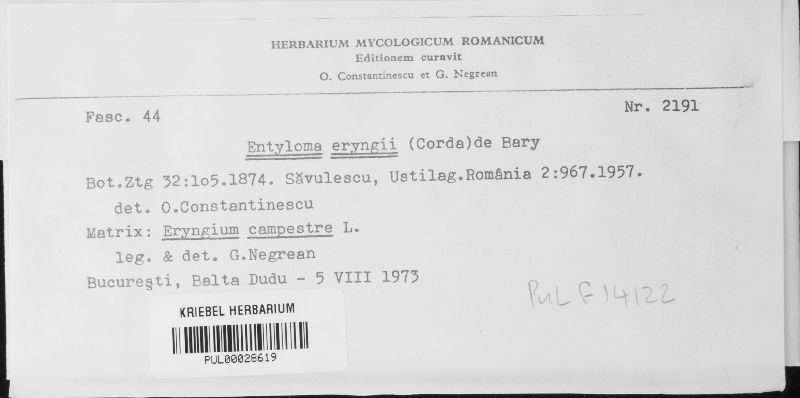 HERBARIUM MYCOLOGICUM ROMANICUM
Editionem curavit
O. Constantinescu et G. Negrean
Fasc. 44
Nr. 2191
Entyloma eryngii (Corda)de Bary
Bot.Ztg 32:lo5.1874. Săvulescu, Ustilag.România 2:967.1957.
det. O.Constantinescu
Matrix: Eryngium campestre L.
leg. & det. G.Negrean
Bucureşti, Balta Dudu - 5 VIII 1973
PUL F14122
KRIEBEL HERBARIUM
PUL00028619